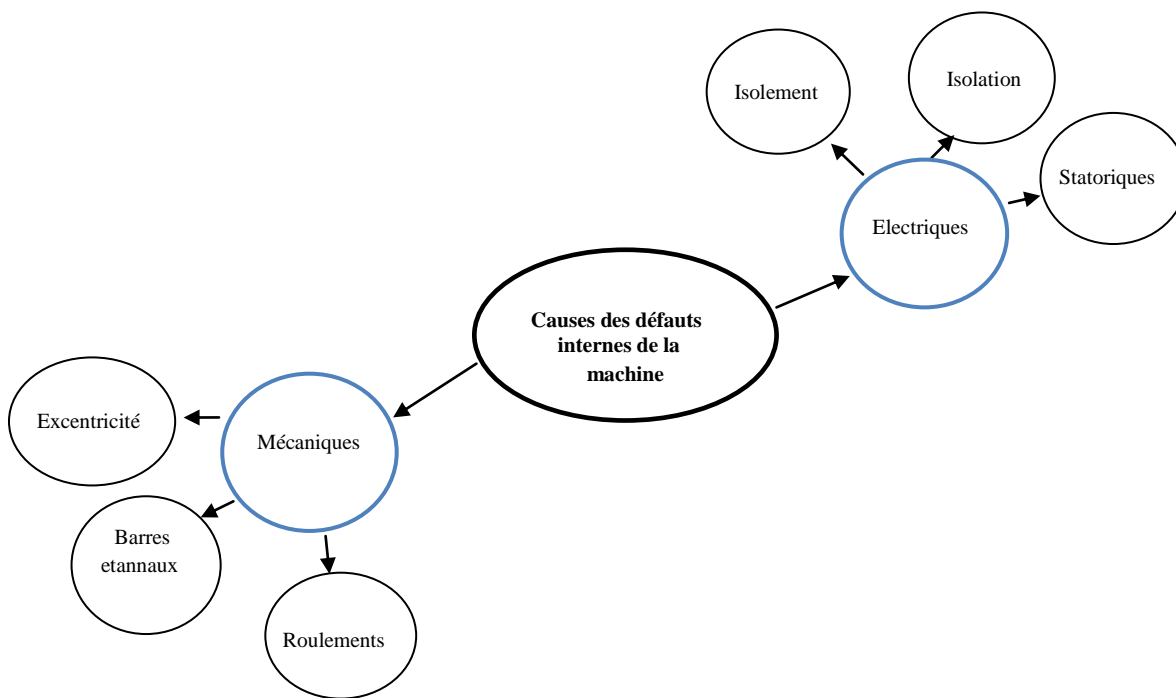 Isolement
Isolation
Statoriques
Electriques
Causes des défauts
internes de la
machine
Excentricité
Mécaniques
Barres
etannaux
Roulements